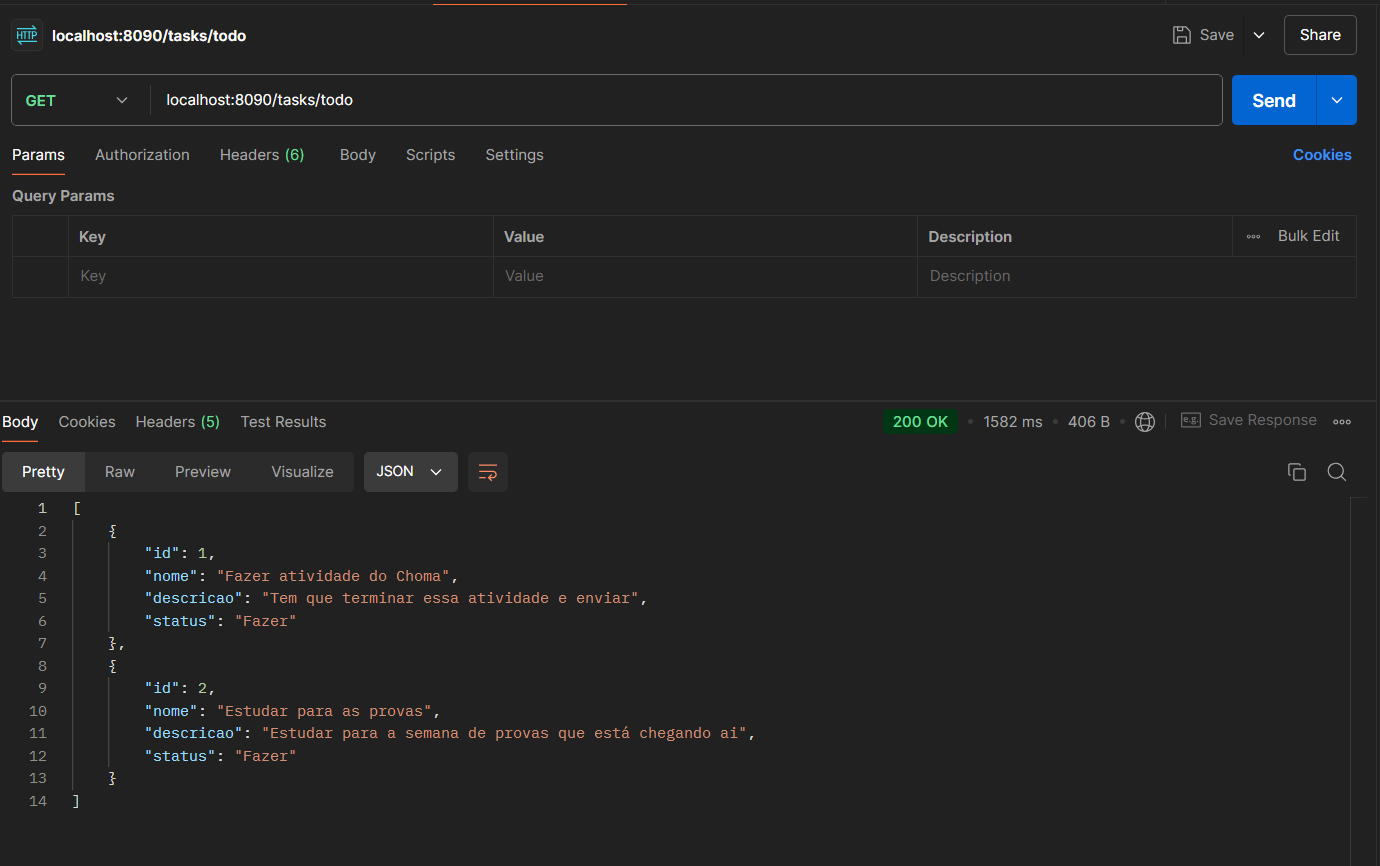 HTTP localhost:8090/tasks/todo Save Share
GET localhost:8090/tasks/todo Send
Params Authorization Headers (6) Body Scripts Settings Cookies
Query Params
Key Value Description ooo Bulk Edit
Key Value Description
Body Cookies Headers (5) Test Results 200 OK • 1582 ms • 406 B • e.g. Save Response ooo
Pretty Raw Preview Visualize JSON
1 [
2 {
3 "id": 1,
4 "nome": "Fazer atividade do Choma",
5 "descricao": "Tem que terminar essa atividade e enviar",
6 "status": "Fazer"
7 },
8 {
9 "id": 2,
10 "nome": "Estudar para as provas",
11 "descricao": "Estudar para a semana de provas que está chegando ai",
12 "status": "Fazer"
13 }
14 ]